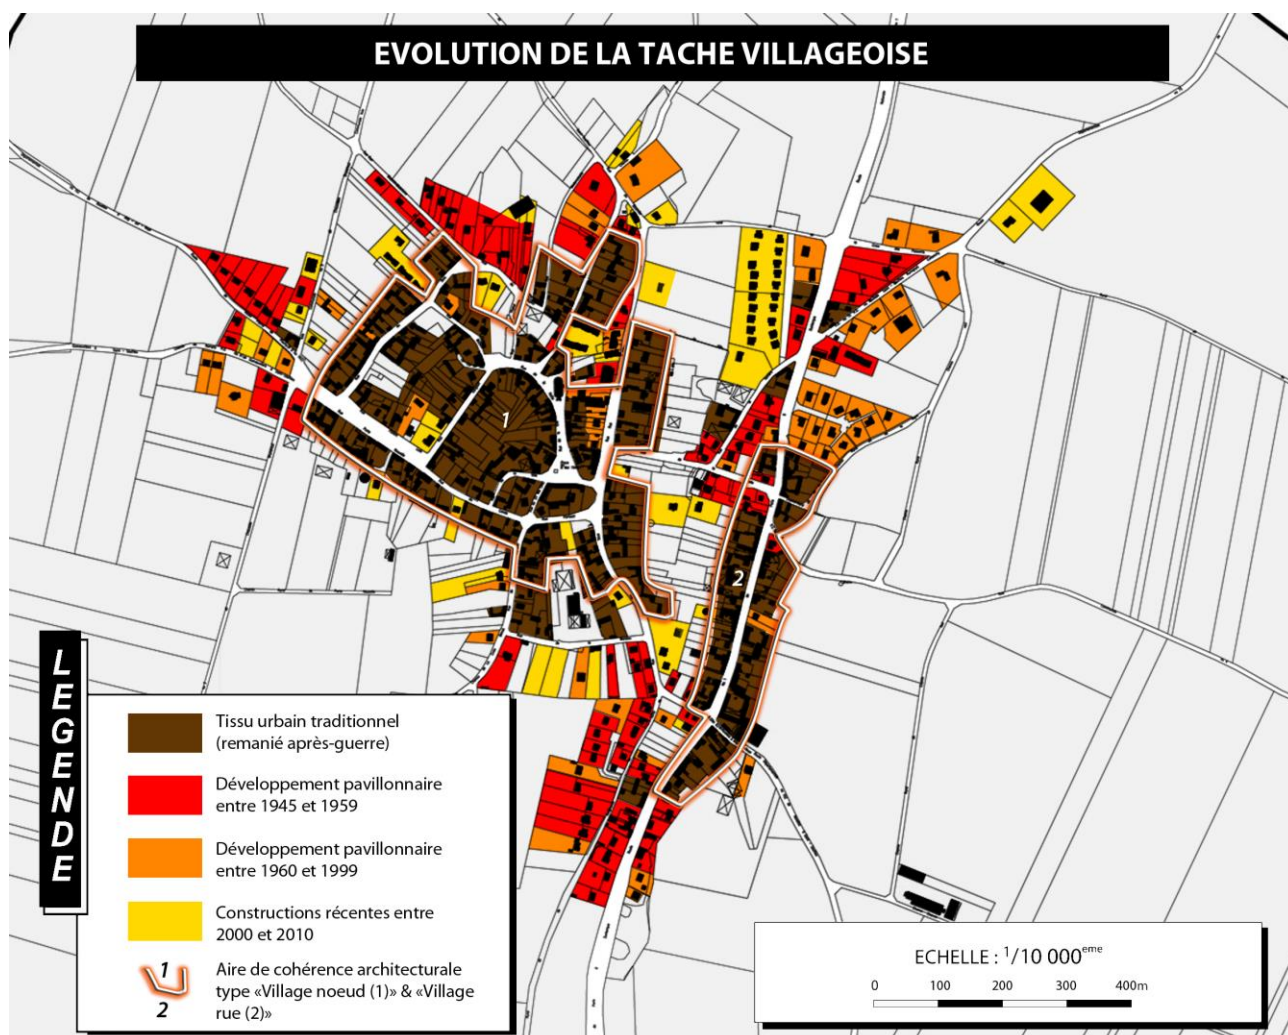 EVOLUTION DE LA TACHE VILLAGEOISE
1
2
LEGENDE
Tissu urbain traditionnel
(remanié après-guerre)
Développement pavillonnaire
entre 1945 et 1959
Développement pavillonnaire
entre 1960 et 1999
Constructions récentes entre
2000 et 2010
1
2
Aire de cohérence architecturale
type «Village noeud (1)» & «Village
rue (2)»
ECHELLE : 1/10 000eme
0 100 200 300 400m